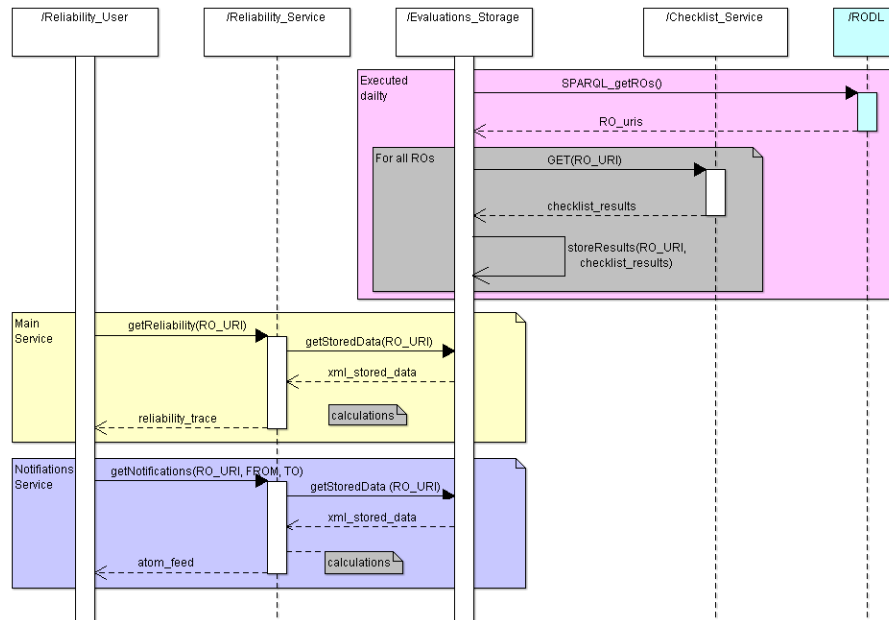 /Reliability_User
/Reliability_Service
/Evaluations_Storage
/Checklist_Service
/RODL
Executed
dailty
SPARQL_getROs()
RO_uris
For all ROs
GET(RO_URI)
checklist_results
storeResults(RO_URI,
checklist_results)
Main
Service
getReliability(RO_URI)
getStoredData(RO_URI)
xml_stored_data
calculations
reliability_trace
Notifiations
Service
getNotifications(RO_URI, FROM, TO)
getStoredData (RO_URI)
xml_stored_data
calculations
atom_feed